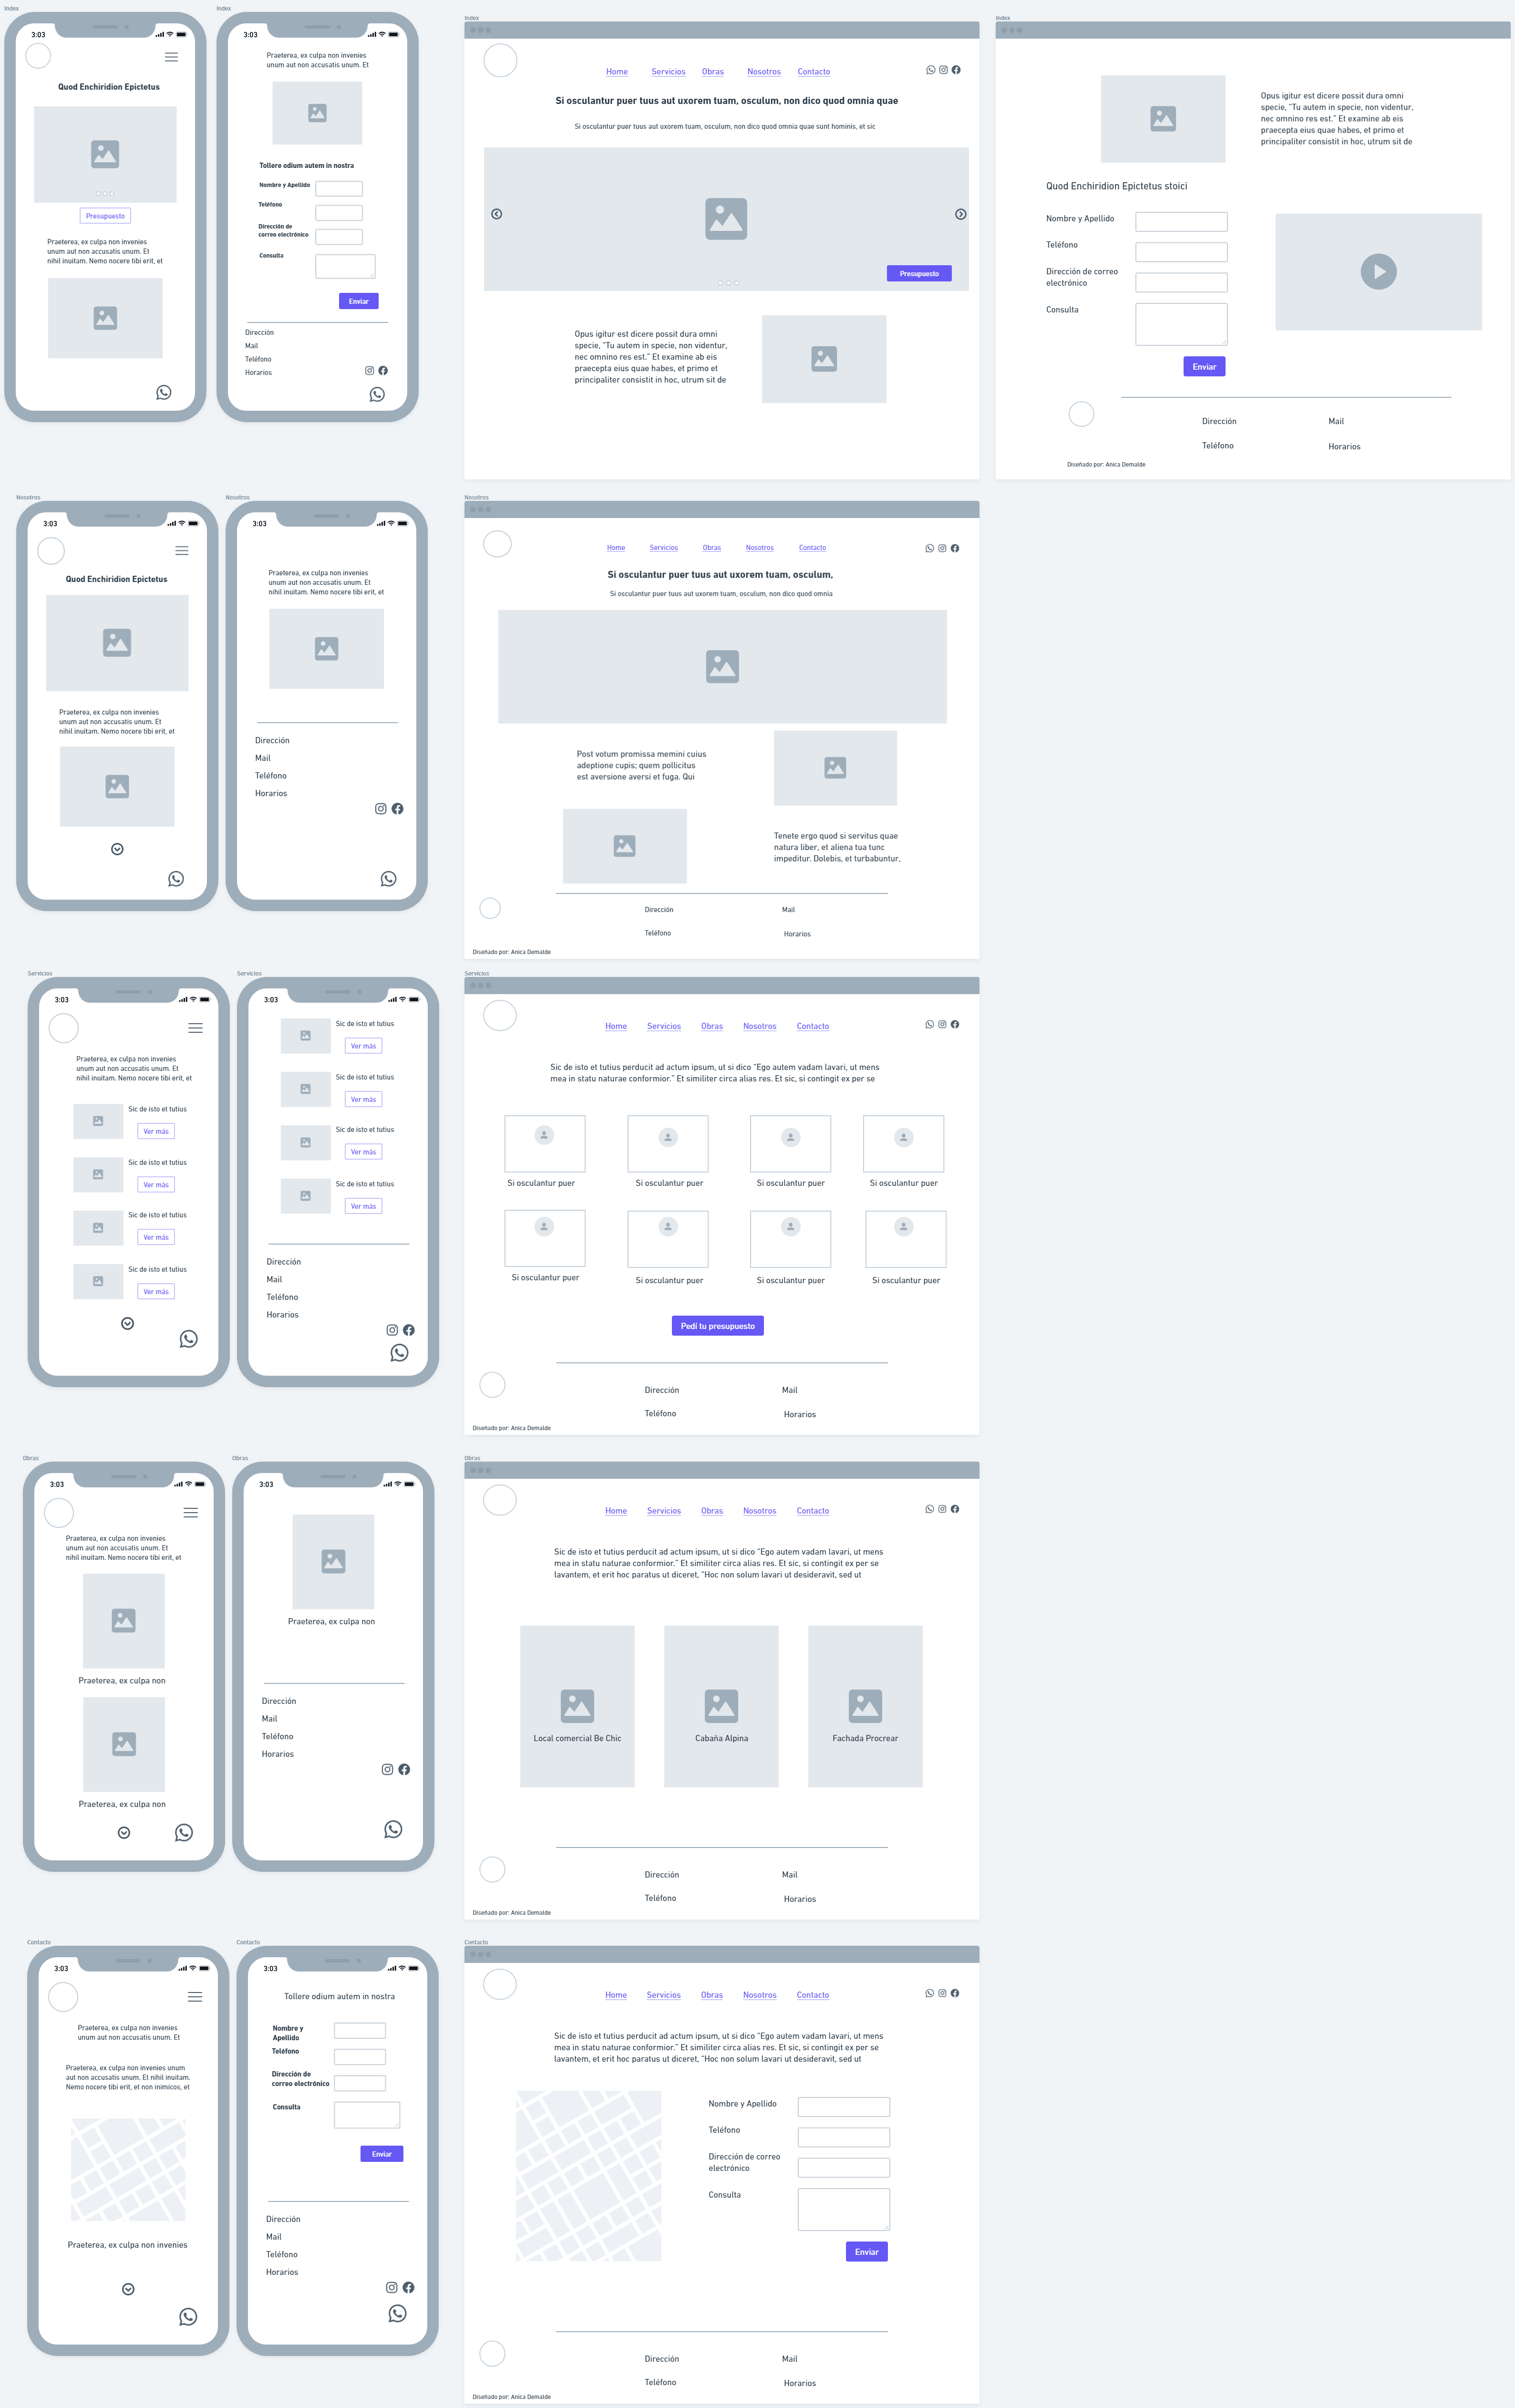 Index
3:03
Quod Enchiridion Epictetus
Presupuesto
Praeterea, ex culpa non invenies
unum aut non accusatis unum. Et
nihil inuitam. Nemo nocere tibi erit, et
Index
3:03
Praeterea, ex culpa non invenies
unum aut non accusatis unum. Et
Tollere odium autem in nostra
Nombre y Apellido
Teléfono
Dirección de
correo electrónico
Consulta
Enviar
Dirección
Mail
Teléfono
Horarios
Index
Home Servicios Obras Nosotros Contacto
Si osculantur puer tuus aut uxorem tuam, osculum, non dico quod omnia quae
Si osculantur puer tuus aut uxorem tuam, osculum, non dico quod omnia quae sunt hominis, et sic
Presupuesto
Opus igitur est dicere possit dura omni
specie, "Tu autem in specie, non videntur,
nec omnino res est." Et examine ab eis
praecepta eius quae habes, et primo et
principaliter consistit in hoc, utrum sit de
Index
Opus igitur est dicere possit dura omni
specie, "Tu autem in specie, non videntur,
nec omnino res est." Et examine ab eis
praecepta eius quae habes, et primo et
principaliter consistit in hoc, utrum sit de
Quod Enchiridion Epictetus stoici
Nombre y Apellido
Teléfono
Dirección de correo
electrónico
Consulta
Enviar
Dirección Mail
Teléfono Horarios
Diseñado por: Anica Demalde
Nosotros
3:03
Quod Enchiridion Epictetus
Praeterea, ex culpa non invenies
unum aut non accusatis unum. Et
nihil inuitam. Nemo nocere tibi erit, et
Nosotros
3:03
Praeterea, ex culpa non invenies
unum aut non accusatis unum. Et
nihil inuitam. Nemo nocere tibi erit, et
Dirección
Mail
Teléfono
Horarios
Nosotros
Home Servicios Obras Nosotros Contacto
Si osculantur puer tuus aut uxorem tuam, osculum,
Si osculantur puer tuus aut uxorem tuam, osculum, non dico quod omnia
Post votum promissa memini cuius
adeptione cupis; quem pollicitus
est aversione aversi et fuga. Qui
Tenete ergo quod si servitus quae
natura liber, et aliena tua tunc
impeditur. Dolebis, et turbabuntur,
Dirección Mail
Teléfono Horarios
Diseñado por: Anica Demalde
Servicios
3:03
Praeterea, ex culpa non invenies
unum aut non accusatis unum. Et
nihil inuitam. Nemo nocere tibi erit, et
Sic de isto et tutius
Ver más
Sic de isto et tutius
Ver más
Sic de isto et tutius
Ver más
Sic de isto et tutius
Ver más
Servicios
3:03
Sic de isto et tutius
Ver más
Sic de isto et tutius
Ver más
Sic de isto et tutius
Ver más
Sic de isto et tutius
Ver más
Dirección
Mail
Teléfono
Horarios
Servicios
Home Servicios Obras Nosotros Contacto
Sic de isto et tutius perducit ad actum ipsum, ut si dico "Ego autem vadam lavari, ut mens
mea in statu naturae conformior." Et similiter circa alias res. Et sic, si contingit ex per se
Si osculantur puer Si osculantur puer Si osculantur puer Si osculantur puer
Si osculantur puer Si osculantur puer Si osculantur puer Si osculantur puer
Pedí tu presupuesto
Dirección Mail
Teléfono Horarios
Diseñado por: Anica Demalde
Obras
3:03
Praeterea, ex culpa non invenies
unum aut non accusatis unum. Et
nihil inuitam. Nemo nocere tibi erit, et
Praeterea, ex culpa non
Praeterea, ex culpa non
Obras
3:03
Praeterea, ex culpa non
Dirección
Mail
Teléfono
Horarios
Obras
Home Servicios Obras Nosotros Contacto
Sic de isto et tutius perducit ad actum ipsum, ut si dico "Ego autem vadam lavari, ut mens
mea in statu naturae conformior." Et similiter circa alias res. Et sic, si contingit ex per se
lavantem, et erit hoc paratus ut diceret, "Hoc non solum lavari ut desideravit, sed ut
Local comercial Be Chic Cabaña Alpina Fachada Procrear
Dirección Mail
Teléfono Horarios
Diseñado por: Anica Demalde
Contacto
3:03
Praeterea, ex culpa non invenies
unum aut non accusatis unum. Et
Praeterea, ex culpa non invenies unum
aut non accusatis unum. Et nihil inuitam.
Nemo nocere tibi erit, et non inimicos, et
Praeterea, ex culpa non invenies
Contacto
3:03
Tollere odium autem in nostra
Nombre y
Apellido
Teléfono
Dirección de
correo electrónico
Consulta
Enviar
Dirección
Mail
Teléfono
Horarios
Contacto
Home Servicios Obras Nosotros Contacto
Sic de isto et tutius perducit ad actum ipsum, ut si dico "Ego autem vadam lavari, ut mens
mea in statu naturae conformior." Et similiter circa alias res. Et sic, si contingit ex per se
lavantem, et erit hoc paratus ut diceret, "Hoc non solum lavari ut desideravit, sed ut
Nombre y Apellido
Teléfono
Dirección de correo
electrónico
Consulta
Enviar
Dirección Mail
Teléfono Horarios
Diseñado por: Anica Demalde